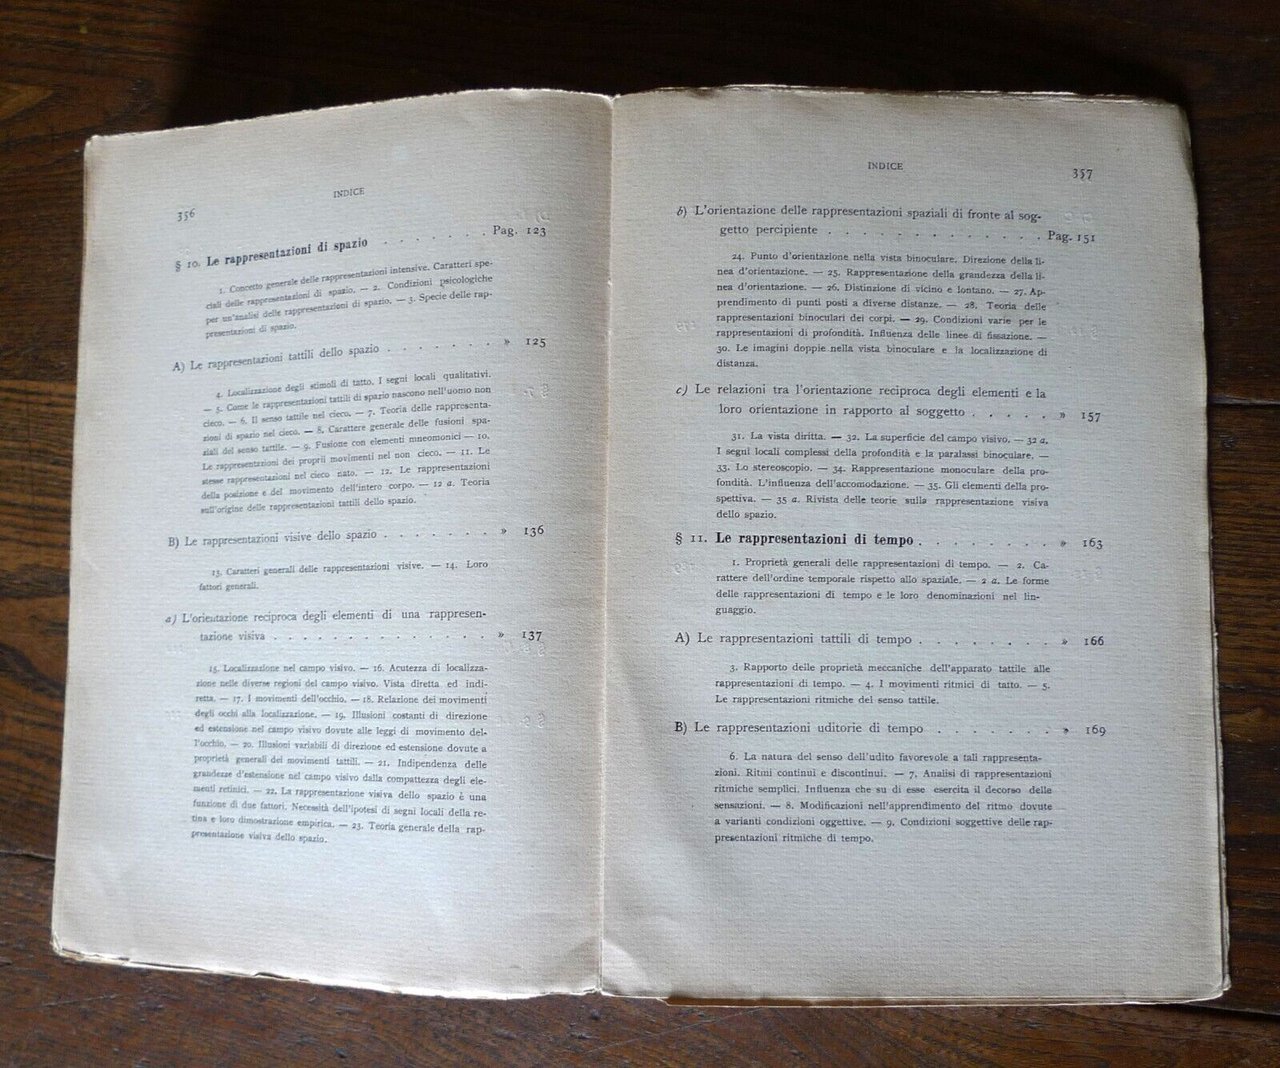 INDICE
356
§ 10. Le rappresentazioni di spazio . . . . . . . Pag. 123
1. Concetto generale delle rappresentazioni intensive. Caratteri spe-
ciali delle rappresentazioni di spazio. — 2. Condizioni psicologiche
per un'analisi delle rappresentazioni di spazio. — 3. Specie delle rap-
presentazioni di spazio.
A) Le rappresentazioni tattili dello spazio . . . . . . . . » 125
4. Localizzazione degli stimoli di tatto. I segni locali qualitativi.
— 5. Come le rappresentazioni tattili di spazio nascono nell'uomo non
cieco. — 6. Il senso tattile nel cieco. — 7. Teoria delle rappresenta-
zioni di spazio nel cieco. — 8. Carattere generale delle fusioni spa-
ziali del senso tattile. — 9. Fusione con elementi mnemonici — 10.
Le rappresentazioni dei proprii movimenti nel non cieco. — 11. Le
stesse rappresentazioni nel cieco nato. — 12. Le rappresentazioni
della posizione e del movimento dell'intero corpo. — 12 a. Teoria
sull'origine delle rappresentazioni tattili dello spazio.
B) Le rappresentazioni visive dello spazio . . . . . . . . » 136
13. Caratteri generali delle rappresentazioni visive. — 14. Loro
fattori generali.
a) L'orientazione reciproca degli elementi di una rappresen-
tazione visiva . . . . . . . . . . . . . . » 137
15. Localizzazione nel campo visivo. — 16. Acutezza di localizza-
zione nelle diverse regioni del campo visivo. Vista diretta ed indi-
retta. — 17. I movimenti dell'occhio. — 18. Relazione dei movimenti
degli occhi alla localizzazione. — 19. Illusioni costanti di direzione
ed estensione nel campo visivo dovute alle leggi di movimento del-
l'occhio. — 20. Illusioni variabili di direzione ed estensione dovute a
proprietà generali dei movimenti tattili. — 21. Indipendenza delle
grandezze d'estensione nel campo visivo dalla compattezza degli ele-
menti retinici. — 22. La rappresentazione visiva dello spazio è una
funzione di due fattori. Necessità dell'ipotesi di segni locali della re-
tina e loro dimostrazione empirica. — 23. Teoria generale della rap-
presentazione visiva dello spazio.
INDICE
357
b) L'orientazione delle rappresentazioni spaziali di fronte al sog-
getto percipiente . . . . . . . . . . . . . Pag. 151
24. Punto d'orientazione nella vista binoculare. Direzione della li-
nea d'orientazione. — 25. Rappresentazione della grandezza della li-
nea d'orientazione. — 26. Distinzione di vicino e lontano. — 27. Ap-
prendimento di punti posti a diverse distanze. — 28. Teoria delle
rappresentazioni binoculari dei corpi. — 29. Condizioni varie per le
rappresentazioni di profondità. Influenza delle linee di fissazione. —
30. Le imagini doppie nella vista binoculare e la localizzazione di
distanza.
c) Le relazioni tra l'orientazione reciproca degli elementi e la
loro orientazione in rapporto al soggetto . . . . . » 157
31. La vista diritta. — 32. La superficie del campo visivo. — 32 a.
I segni locali complessi della profondità e la paralassi binoculare. —
33. Lo stereoscopio. — 34. Rappresentazione monoculare della pro-
fondità. L'influenza dell'accomodazione. — 35. Gli elementi della pro-
spettiva. — 35 a. Rivista delle teorie sulla rappresentazione visiva
dello spazio.
§ 11. Le rappresentazioni di tempo . . . . . . . . » 163
1. Proprietà generali delle rappresentazioni di tempo. — 2. Ca-
rattere dell'ordine temporale rispetto allo spaziale. — 2 a. Le forme
delle rappresentazioni di tempo e le loro denominazioni nel lin-
guaggio.
A) Le rappresentazioni tattili di tempo . . . . . . . . » 166
3. Rapporto delle proprietà meccaniche dell'apparato tattile alle
rappresentazioni di tempo. — 4. I movimenti ritmici di tatto. — 5.
Le rappresentazioni ritmiche del senso tattile.
B) Le rappresentazioni uditorie di tempo . . . . . . . » 169
6. La natura del senso dell'udito favorevole a tali rappresenta-
zioni. Ritmi continui e discontinui. — 7. Analisi di rappresentazioni
ritmiche semplici. Influenza che su di esse esercita il decorso delle
sensazioni. — 8. Modificazioni nell'apprendimento del ritmo dovute
a varianti condizioni oggettive. — 9. Condizioni soggettive delle rap-
presentazioni ritmiche di tempo.